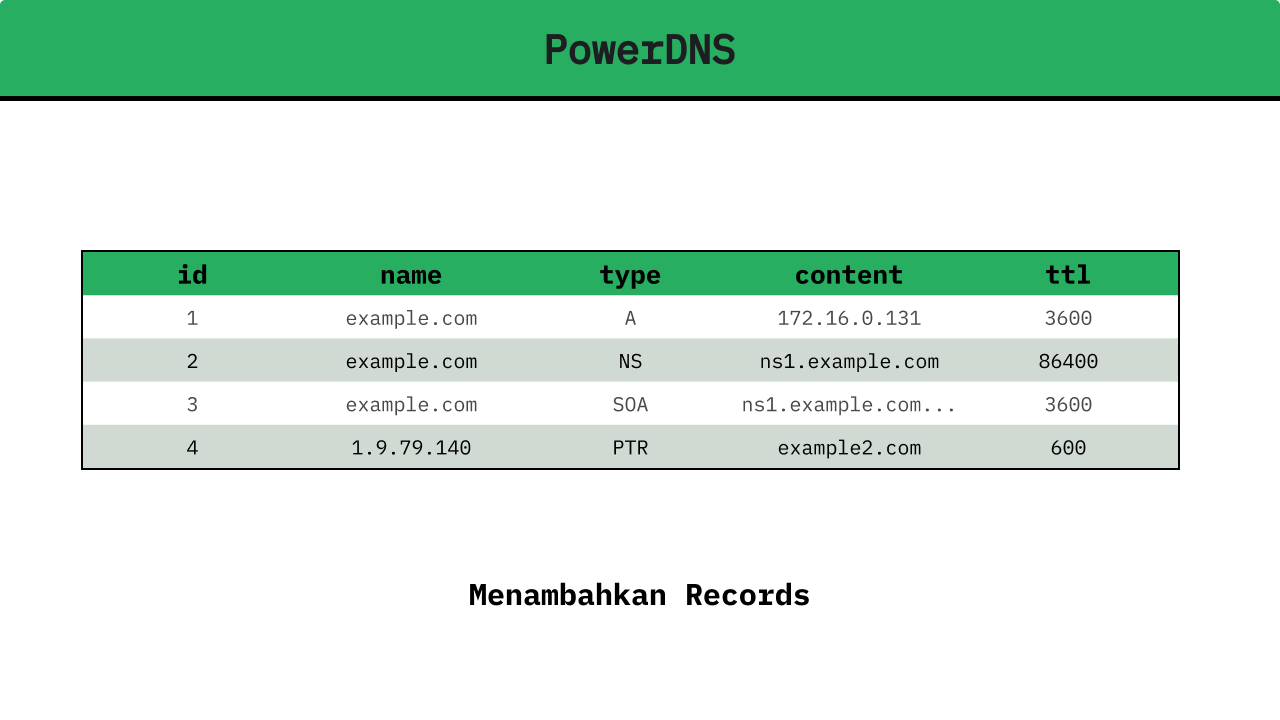 PowerDNS
id name type content ttl
1 example.com A 172.16.0.131 3600
2 example.com NS ns1.example.com 86400
3 example.com SOA ns1.example.com... 3600
4 1.9.79.140 PTR example2.com 600
Menambahkan Records